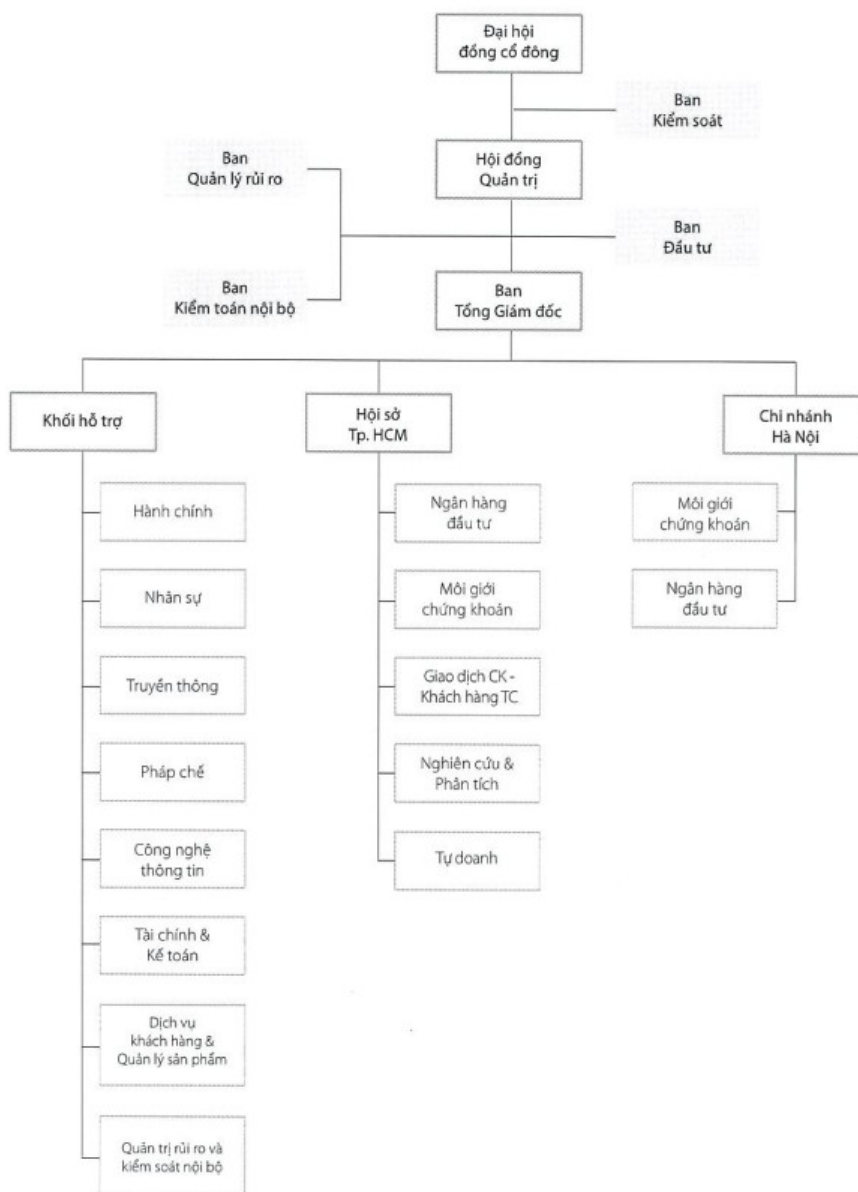 Đại hội
đồng cổ đông
Ban
Kiểm soát
Hội đồng
Quản trị
Ban
Quản lý rủi ro
Ban
Đầu tư
Ban
Kiểm toán nội bộ
Ban
Tổng Giám đốc
Khối hỗ trợ
Hội sở
Tp. HCM
Chi nhánh
Hà Nội
Hành chính
Nhân sự
Truyền thông
Pháp chế
Công nghệ
thông tin
Tài chính &
Kế toán
Dịch vụ
khách hàng &
Quản lý sản phẩm
Quản trị rủi ro và
kiểm soát nội bộ
Ngân hàng
đầu tư
Môi giới
chứng khoán
Giao dịch CK -
Khách hàng TC
Nghiên cứu &
Phân tích
Tự doanh
Môi giới
chứng khoán
Ngân hàng
đầu tư